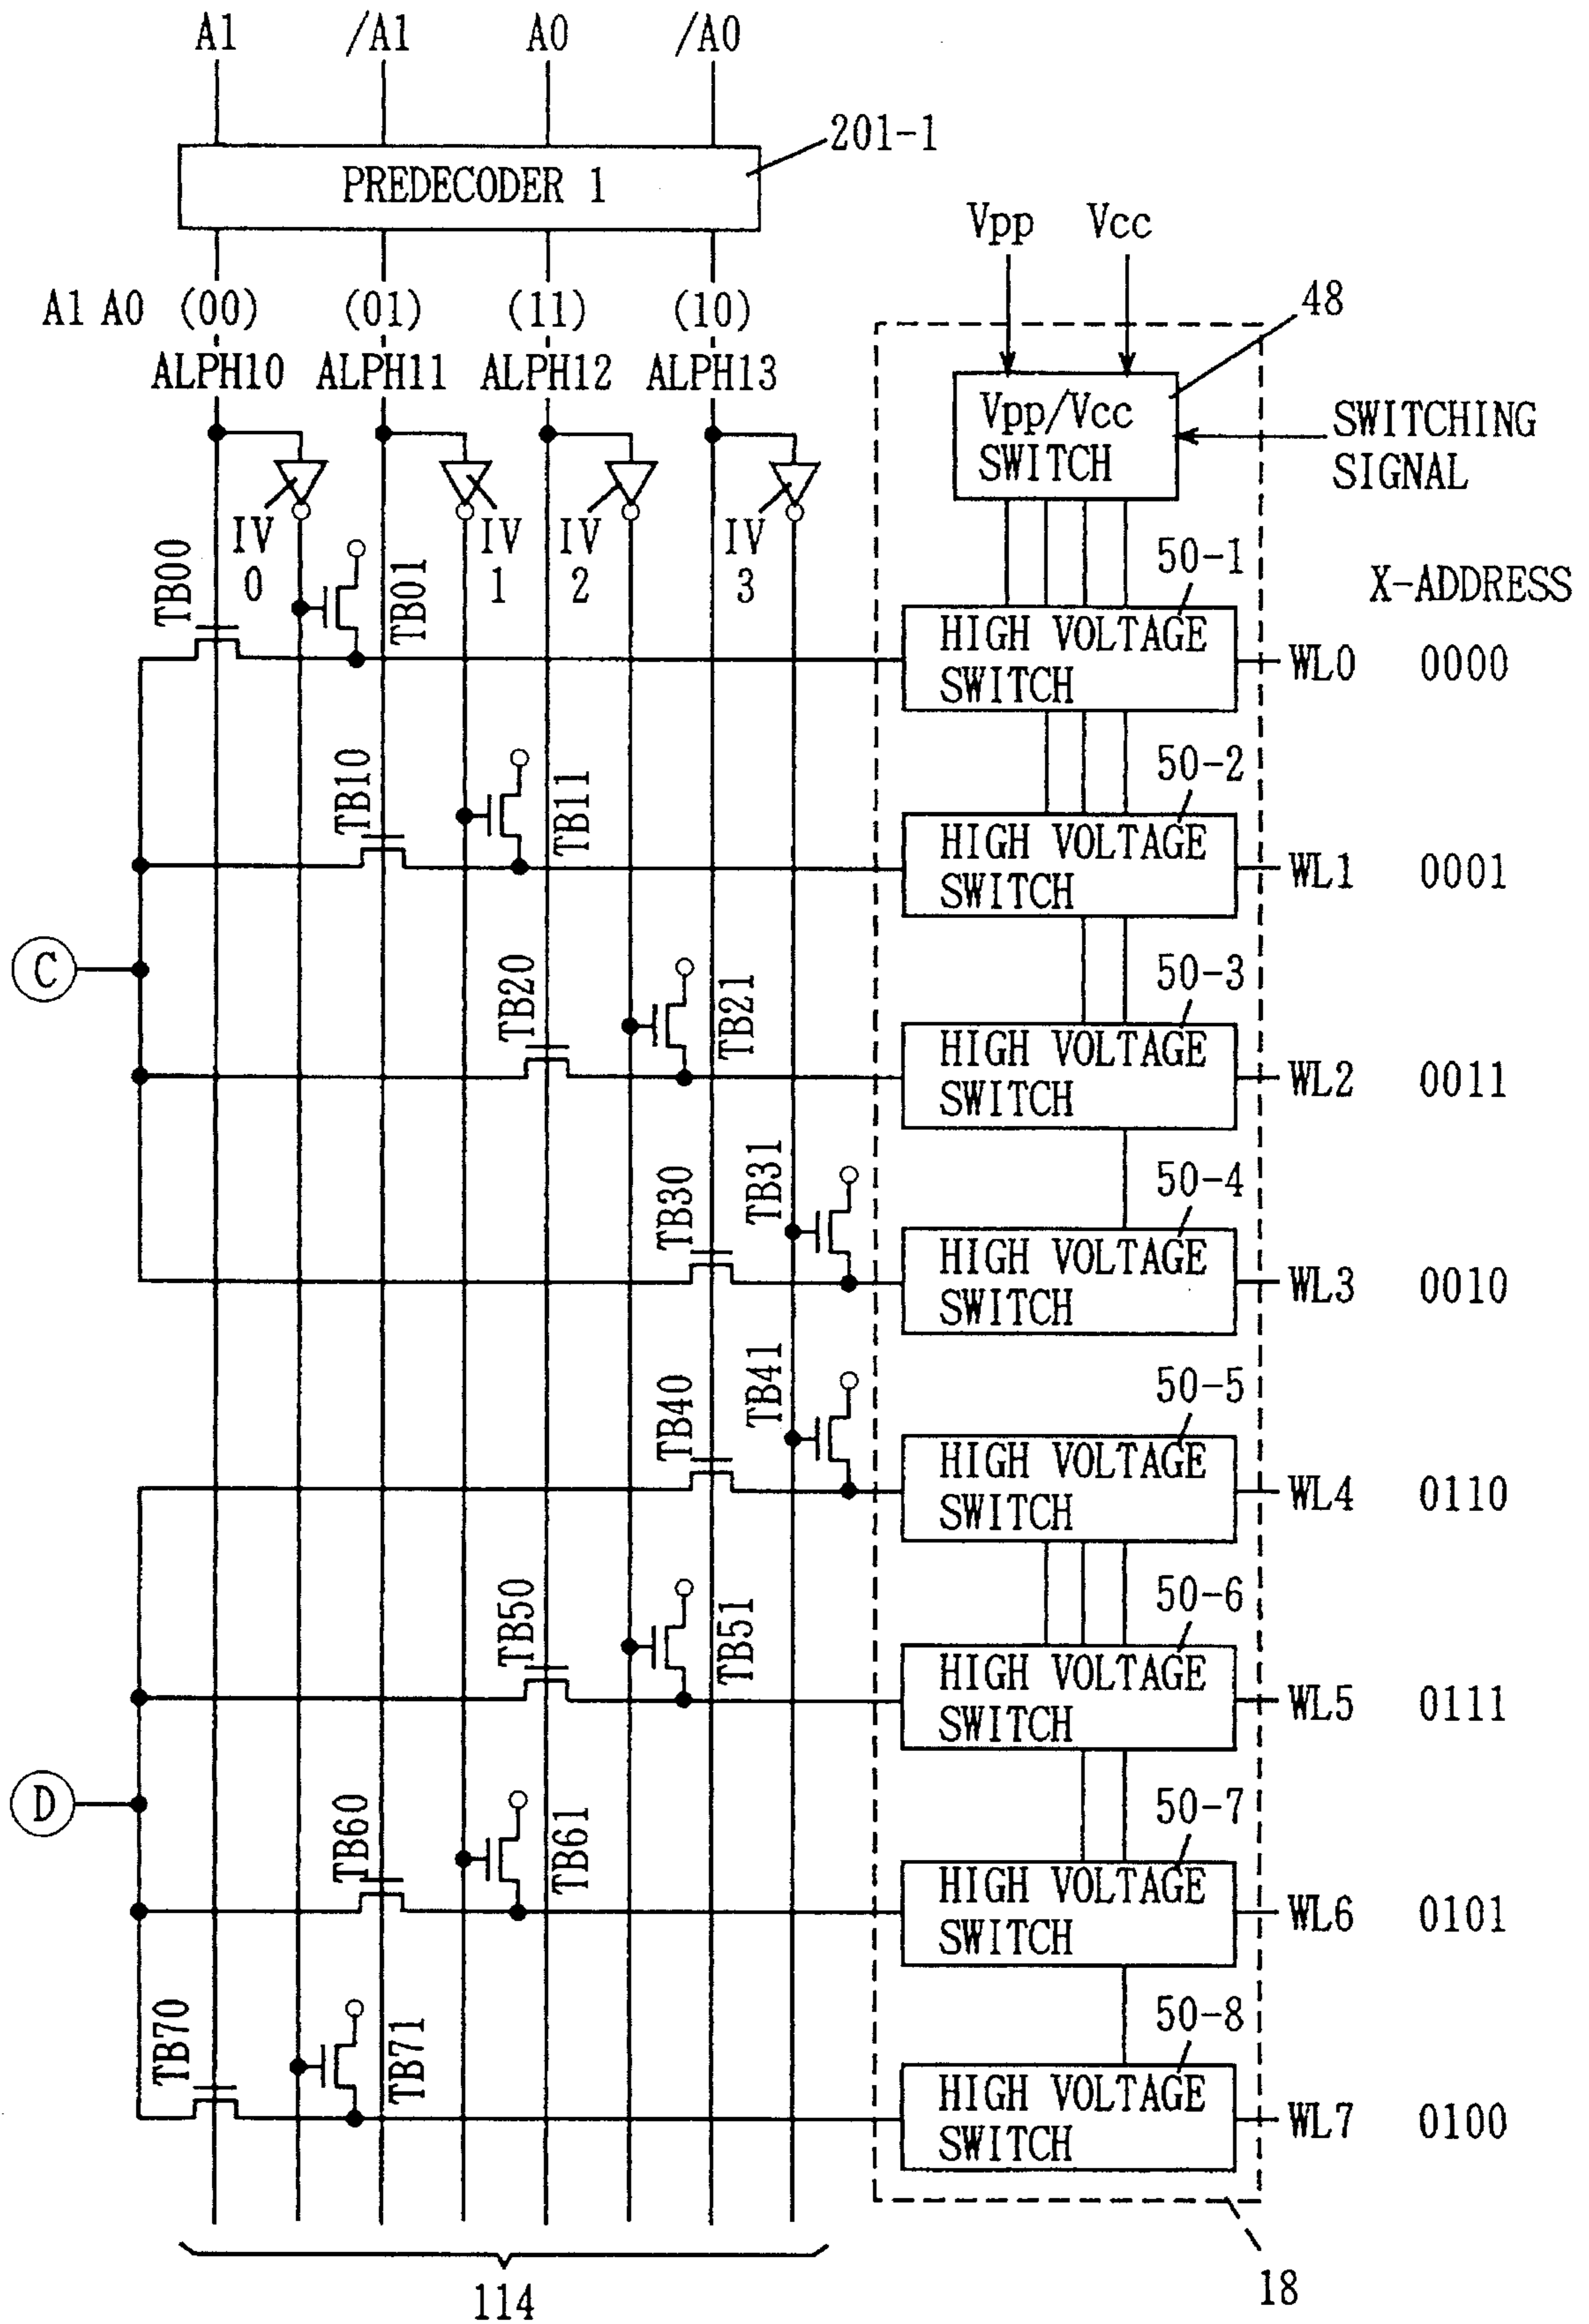 A1 /A1 A0 /A0
201-1
PREDECODER 1
Vpp Vcc
A1 A0 (00) (01) (11) (10)
48
ALPH10 ALPH11 ALPH12 ALPH13
Vpp/Vcc
SWITCH
SWITCHING
SIGNAL
IV
0
IV
1
IV
2
IV
3
TB00
TB01
50-1
X-ADDRESS
HIGH VOLTAGE
SWITCH
WL0 0000
TB10
TB11
50-2
HIGH VOLTAGE
SWITCH
WL1 0001
C
TB20
TB21
50-3
HIGH VOLTAGE
SWITCH
WL2 0011
TB30
TB31
50-4
HIGH VOLTAGE
SWITCH
WL3 0010
TB40
TB41
50-5
HIGH VOLTAGE
SWITCH
WL4 0110
TB50
TB51
50-6
HIGH VOLTAGE
SWITCH
WL5 0111
D
TB60
TB61
50-7
HIGH VOLTAGE
SWITCH
WL6 0101
TB70
TB71
50-8
HIGH VOLTAGE
SWITCH
WL7 0100
114
18